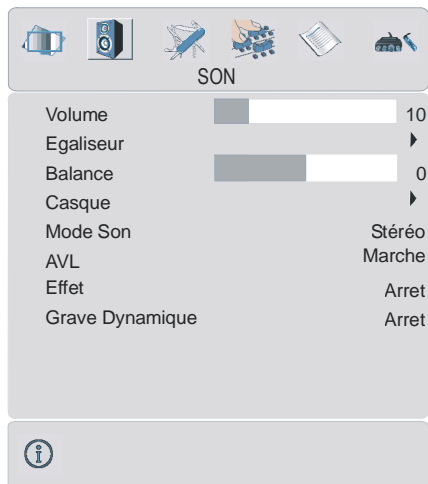 SON
Volume 10
Egaliseur
Balance 0
Casque
Mode Son Stéréo
AVL Marche
Effet Arret
Grave Dynamique Arret